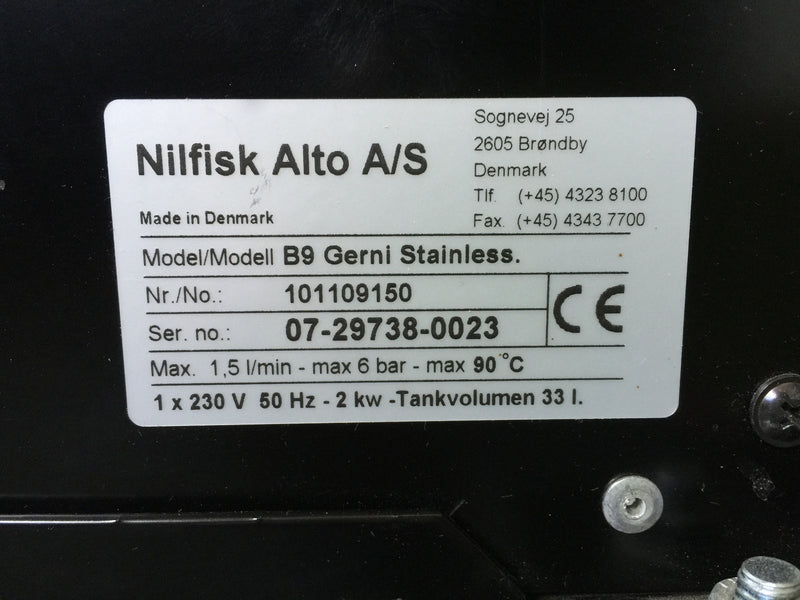 Nilfisk Alto A/S
Made in Denmark
Sognevej 25
2605 Brøndby
Denmark
Tlf. (+45) 4323 8100
Fax. (+45) 4343 7700
Model/Modell B9 Gerni Stainless.
Nr./No.: 101109150
Ser. no.: 07-29738-0023
CE
Max. 1,5 l/min - max 6 bar - max 90 °C
1 x 230 V 50 Hz - 2 kw -Tankvolumen 33 l.